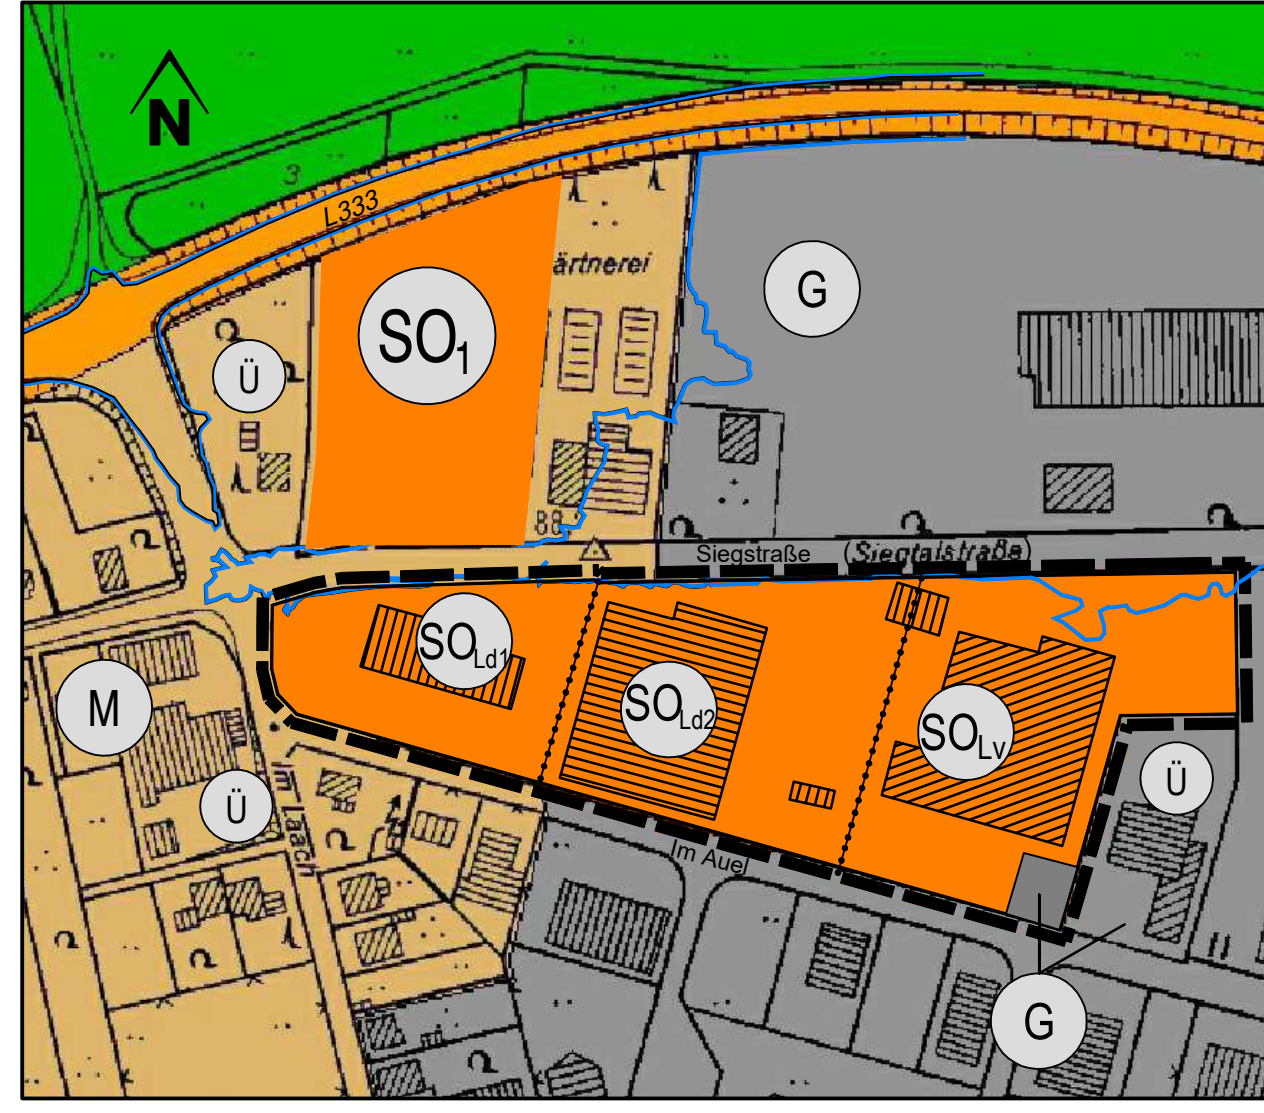 N
3
L333
ärtnerei
G
SO1
Ü
88
Siegstraße
(Siegtalstraße)
SOLd1
SOLd2
SOLv
M
Ü
Ü
Im Laach
Im Auel
G